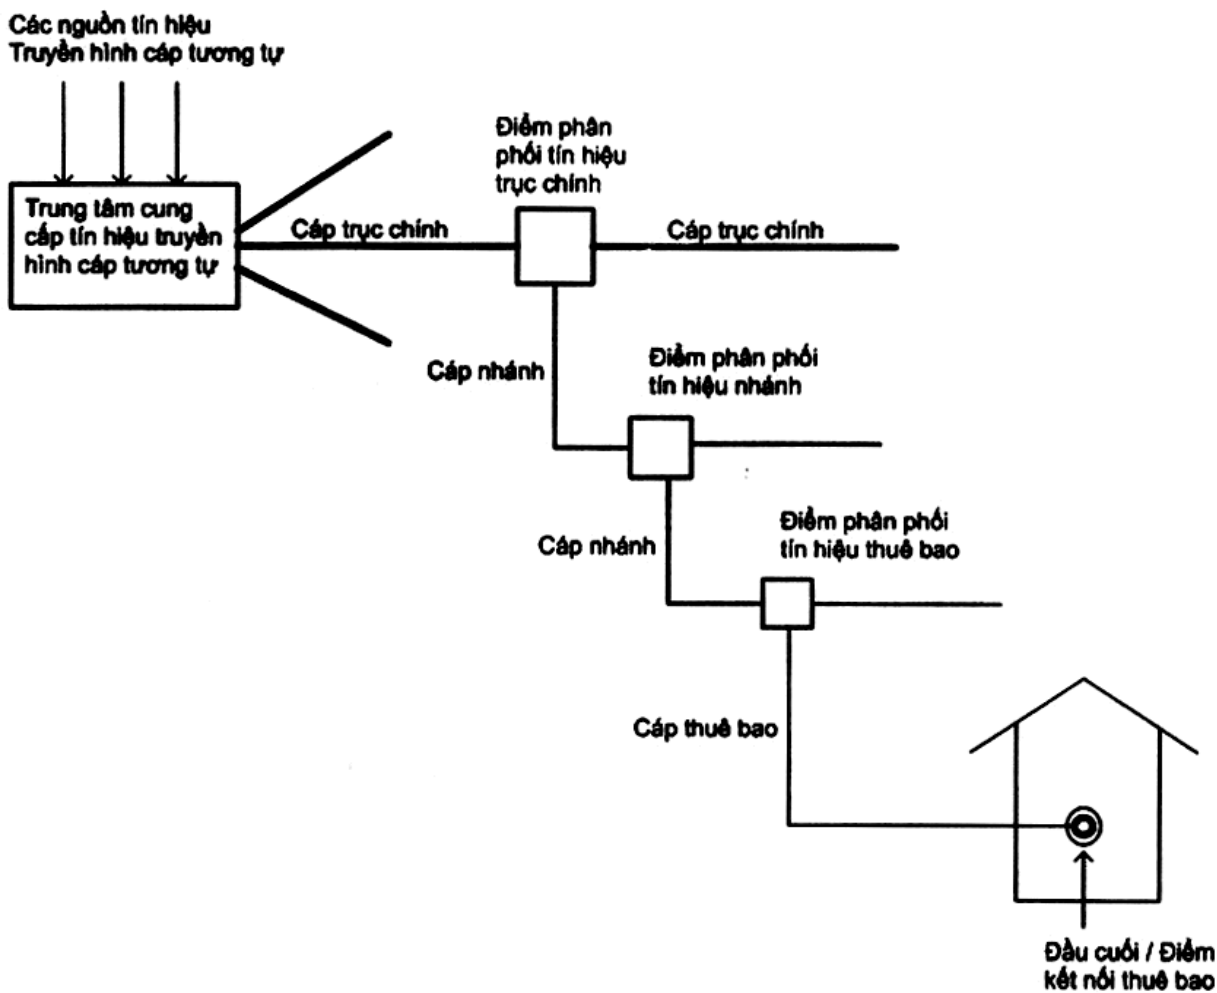 Các nguồn tín hiệu
Truyền hình cáp tương tự
Trung tâm cung
cấp tín hiệu truyền
hình cáp tương tự
Cáp trục chính
Điểm phân
phối tín hiệu
trục chính
Cáp trục chính
Cáp nhánh
Điểm phân phối
tín hiệu nhánh
Cáp nhánh
Điểm phân phối
tín hiệu thuê bao
Cáp thuê bao
Đầu cuối / Điểm
kết nối thuê bao